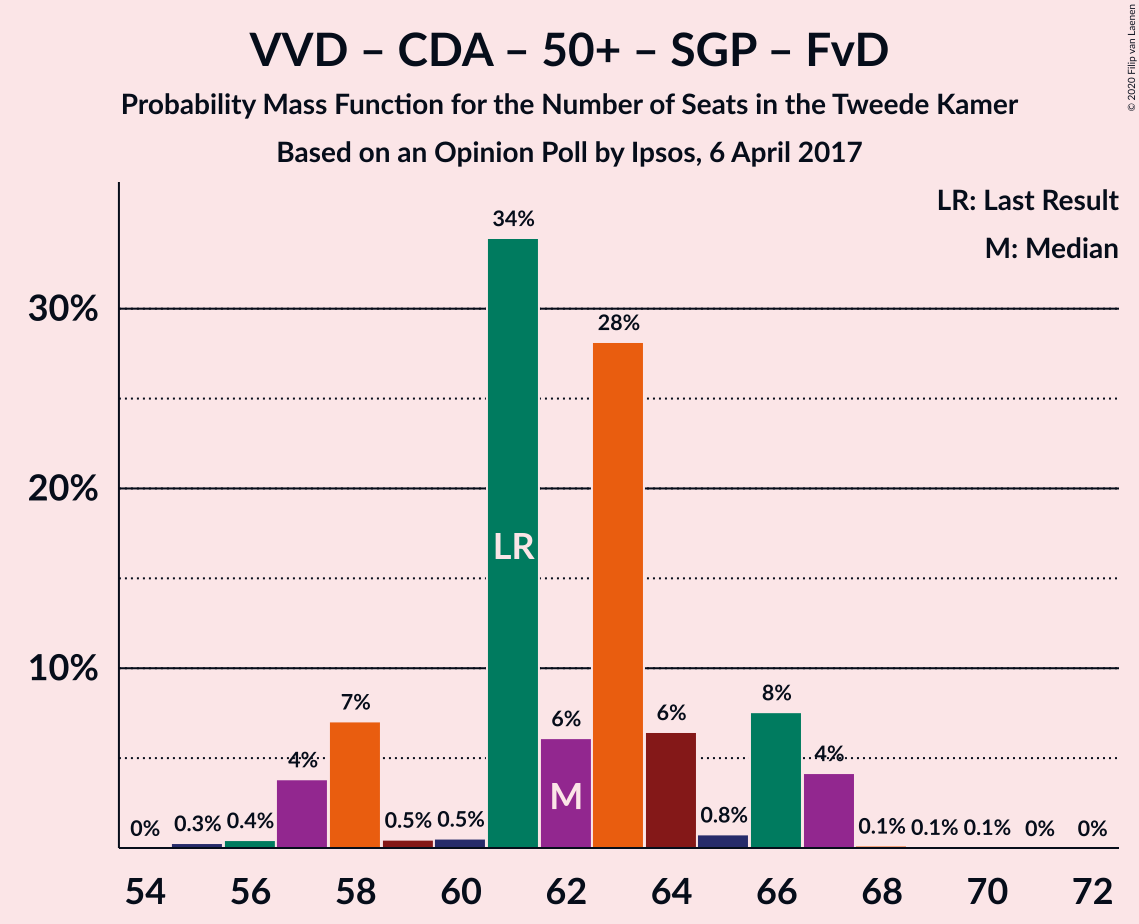 VVD – CDA – 50+ – SGP – FvD
Probability Mass Function for the Number of Seats in the Tweede Kamer
Based on an Opinion Poll by Ipsos, 6 April 2017
© 2020 Filip van Laenen
LR: Last Result
M: Median
34%
30%
28%
20%
LR
10%
8%
7%
6%
6%
4%
4%
M
0%
0.3%
0.4%
0.5%
0.5%
0.8%
0.1%
0.1%
0.1%
0%
0%
54 56 58 60 62 64 66 68 70 72